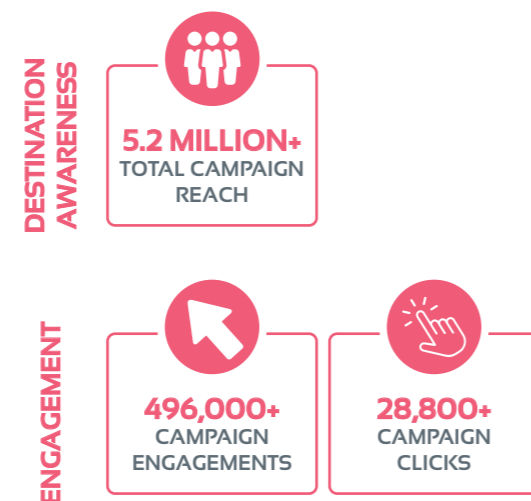 DESTINATION
AWARENESS
5.2 MILLION+
TOTAL CAMPAIGN
REACH
ENGAGEMENT
496,000+
CAMPAIGN
ENGAGEMENTS
28,800+
CAMPAIGN
CLICKS